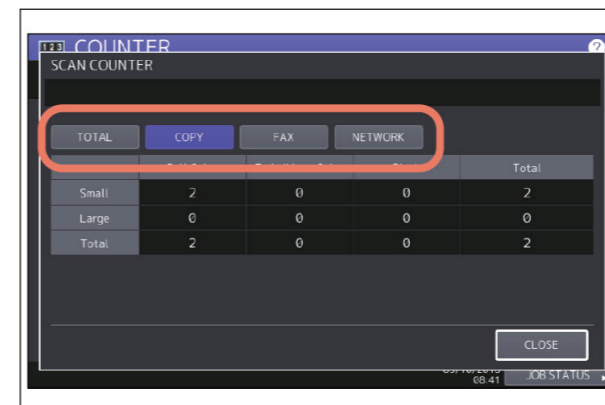 123 COUNTER ?
SCAN COUNTER
TOTAL COPY FAX NETWORK
Total
Small 2 0 0 2
Large 0 0 0 0
Total 2 0 0 2
CLOSE
08:41 JOB STATUS